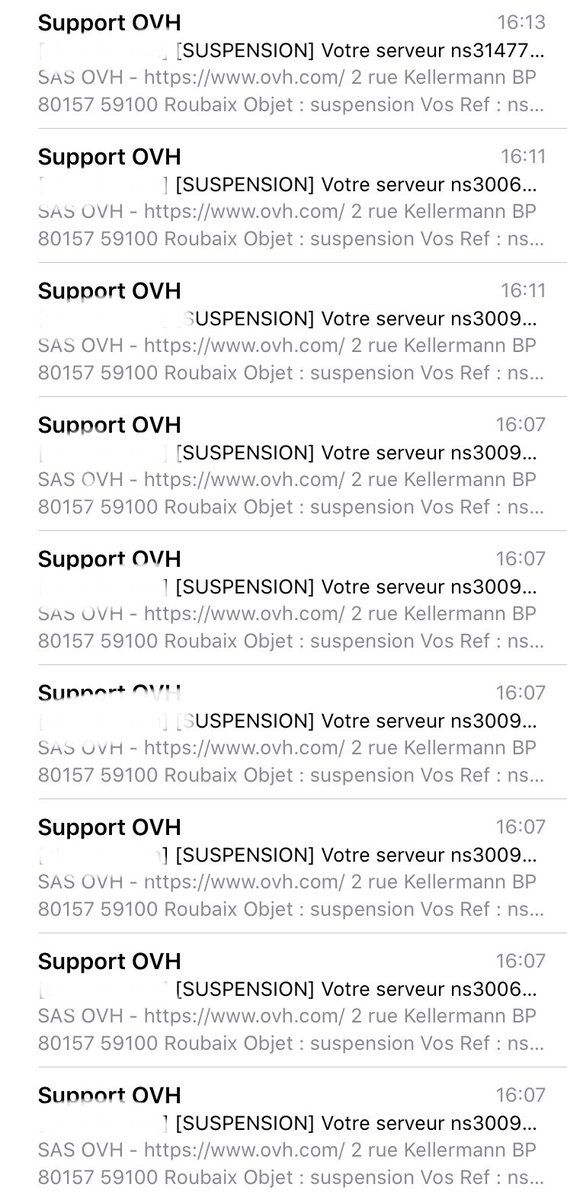 Support OVH 16:13
] [SUSPENSION] Votre serveur ns31477...
SAS OVH - https://www.ovh.com/ 2 rue Kellermann BP
80157 59100 Roubaix Objet : suspension Vos Ref : ns...
Support OVH 16:11
] [SUSPENSION] Votre serveur ns3006...
SAS OVH - https://www.ovh.com/ 2 rue Kellermann BP
80157 59100 Roubaix Objet : suspension Vos Ref : ns...
Support OVH 16:11
SUSPENSION] Votre serveur ns3009...
SAS OVH - https://www.ovh.com/ 2 rue Kellermann BP
80157 59100 Roubaix Objet : suspension Vos Ref : ns...
Support OVH 16:07
] [SUSPENSION] Votre serveur ns3009...
SAS OVH - https://www.ovh.com/ 2 rue Kellermann BP
80157 59100 Roubaix Objet : suspension Vos Ref : ns...
Support OVH 16:07
] [SUSPENSION] Votre serveur ns3009...
SAS OVH - https://www.ovh.com/ 2 rue Kellermann BP
80157 59100 Roubaix Objet : suspension Vos Ref : ns...
Support OVH 16:07
] [SUSPENSION] Votre serveur ns3009...
SAS OVH - https://www.ovh.com/ 2 rue Kellermann BP
80157 59100 Roubaix Objet : suspension Vos Ref : ns...
Support OVH 16:07
] [SUSPENSION] Votre serveur ns3009...
SAS OVH - https://www.ovh.com/ 2 rue Kellermann BP
80157 59100 Roubaix Objet : suspension Vos Ref : ns...
Support OVH 16:07
[SUSPENSION] Votre serveur ns3006...
SAS OVH - https://www.ovh.com/ 2 rue Kellermann BP
80157 59100 Roubaix Objet : suspension Vos Ref : ns...
Support OVH 16:07
] [SUSPENSION] Votre serveur ns3009...
SAS OVH - https://www.ovh.com/ 2 rue Kellermann BP
80157 59100 Roubaix Objet : suspension Vos Ref : ns...